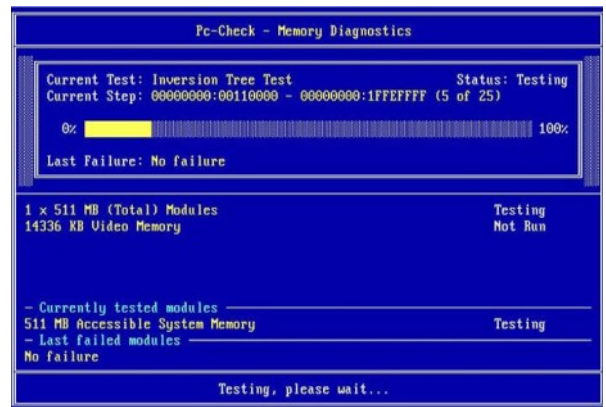 Pc-Check - Memory Diagnostics
Current Test: Inversion Tree Test Status: Testing
Current Step: 00000000:00110000 - 00000000:1FFEFFFF (5 of 25)
0% 100%
Last Failure: No failure
1 x 511 MB (Total) Modules Testing
14336 KB Video Memory Not Run
- Currently tested modules
511 MB Accessible System Memory Testing
- Last failed modules
No failure
Testing, please wait...